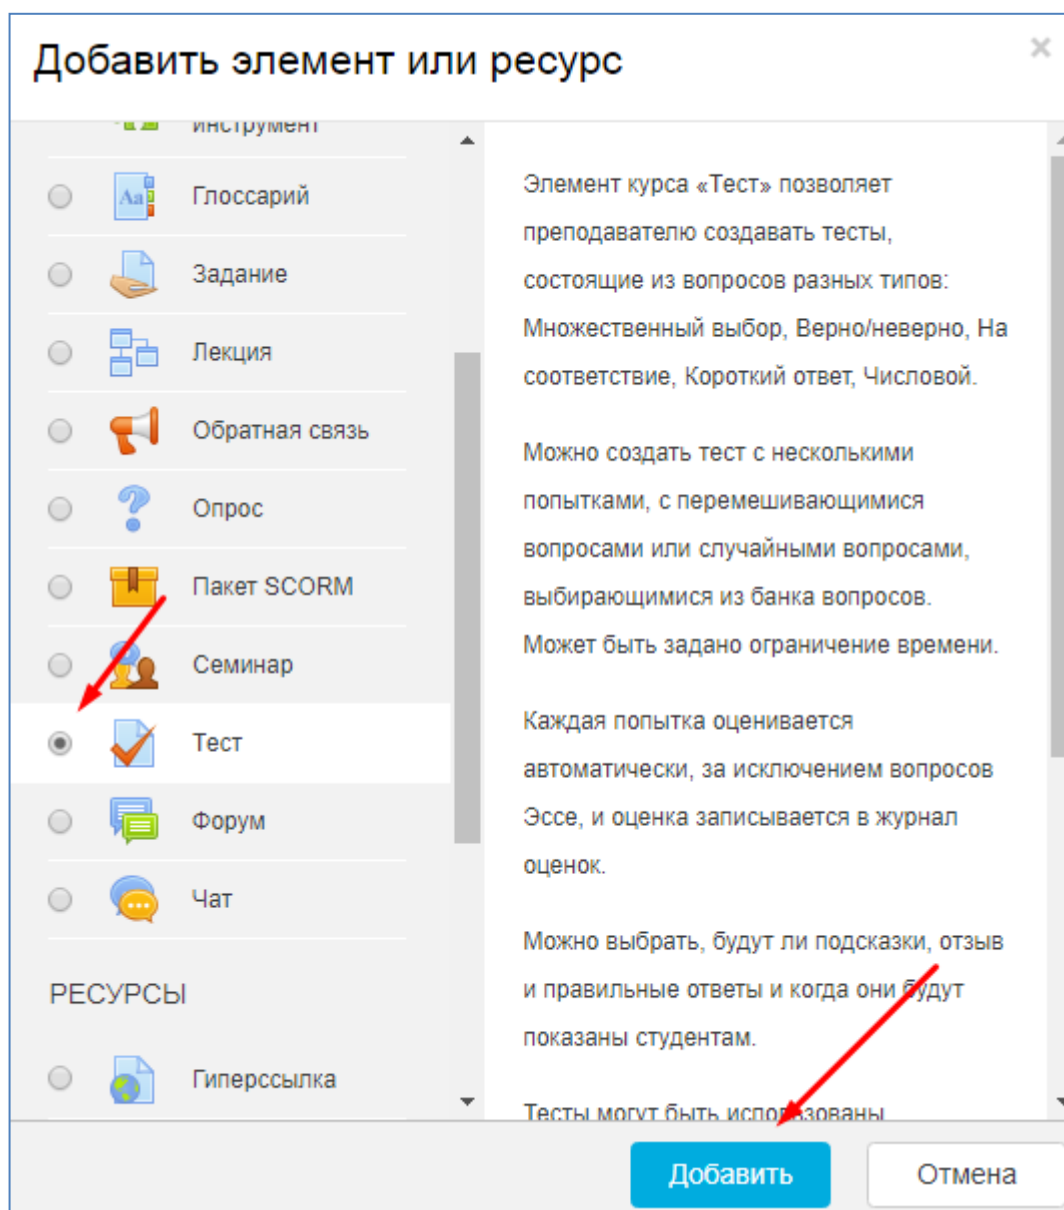 Добавить элемент или ресурс
×
инструмент
Глоссарий
Задание
Лекция
Обратная связь
Опрос
Пакет SCORM
Семинар
Тест
Форум
Чат
РЕСУРСЫ
Гиперссылка
Элемент курса «Тест» позволяет
преподавателю создавать тесты,
состоящие из вопросов разных типов:
Множественный выбор, Верно/неверно, На
соответствие, Короткий ответ, Числовой.
Можно создать тест с несколькими
попытками, с перемешивающимися
вопросами или случайными вопросами,
выбирающимися из банка вопросов.
Может быть задано ограничение времени.
Каждая попытка оценивается
автоматически, за исключением вопросов
Эссе, и оценка записывается в журнал
оценок.
Можно выбрать, будут ли подсказки, отзыв
и правильные ответы и когда они будут
показаны студентам.
Тесты могут быть использованы
Добавить
Отмена